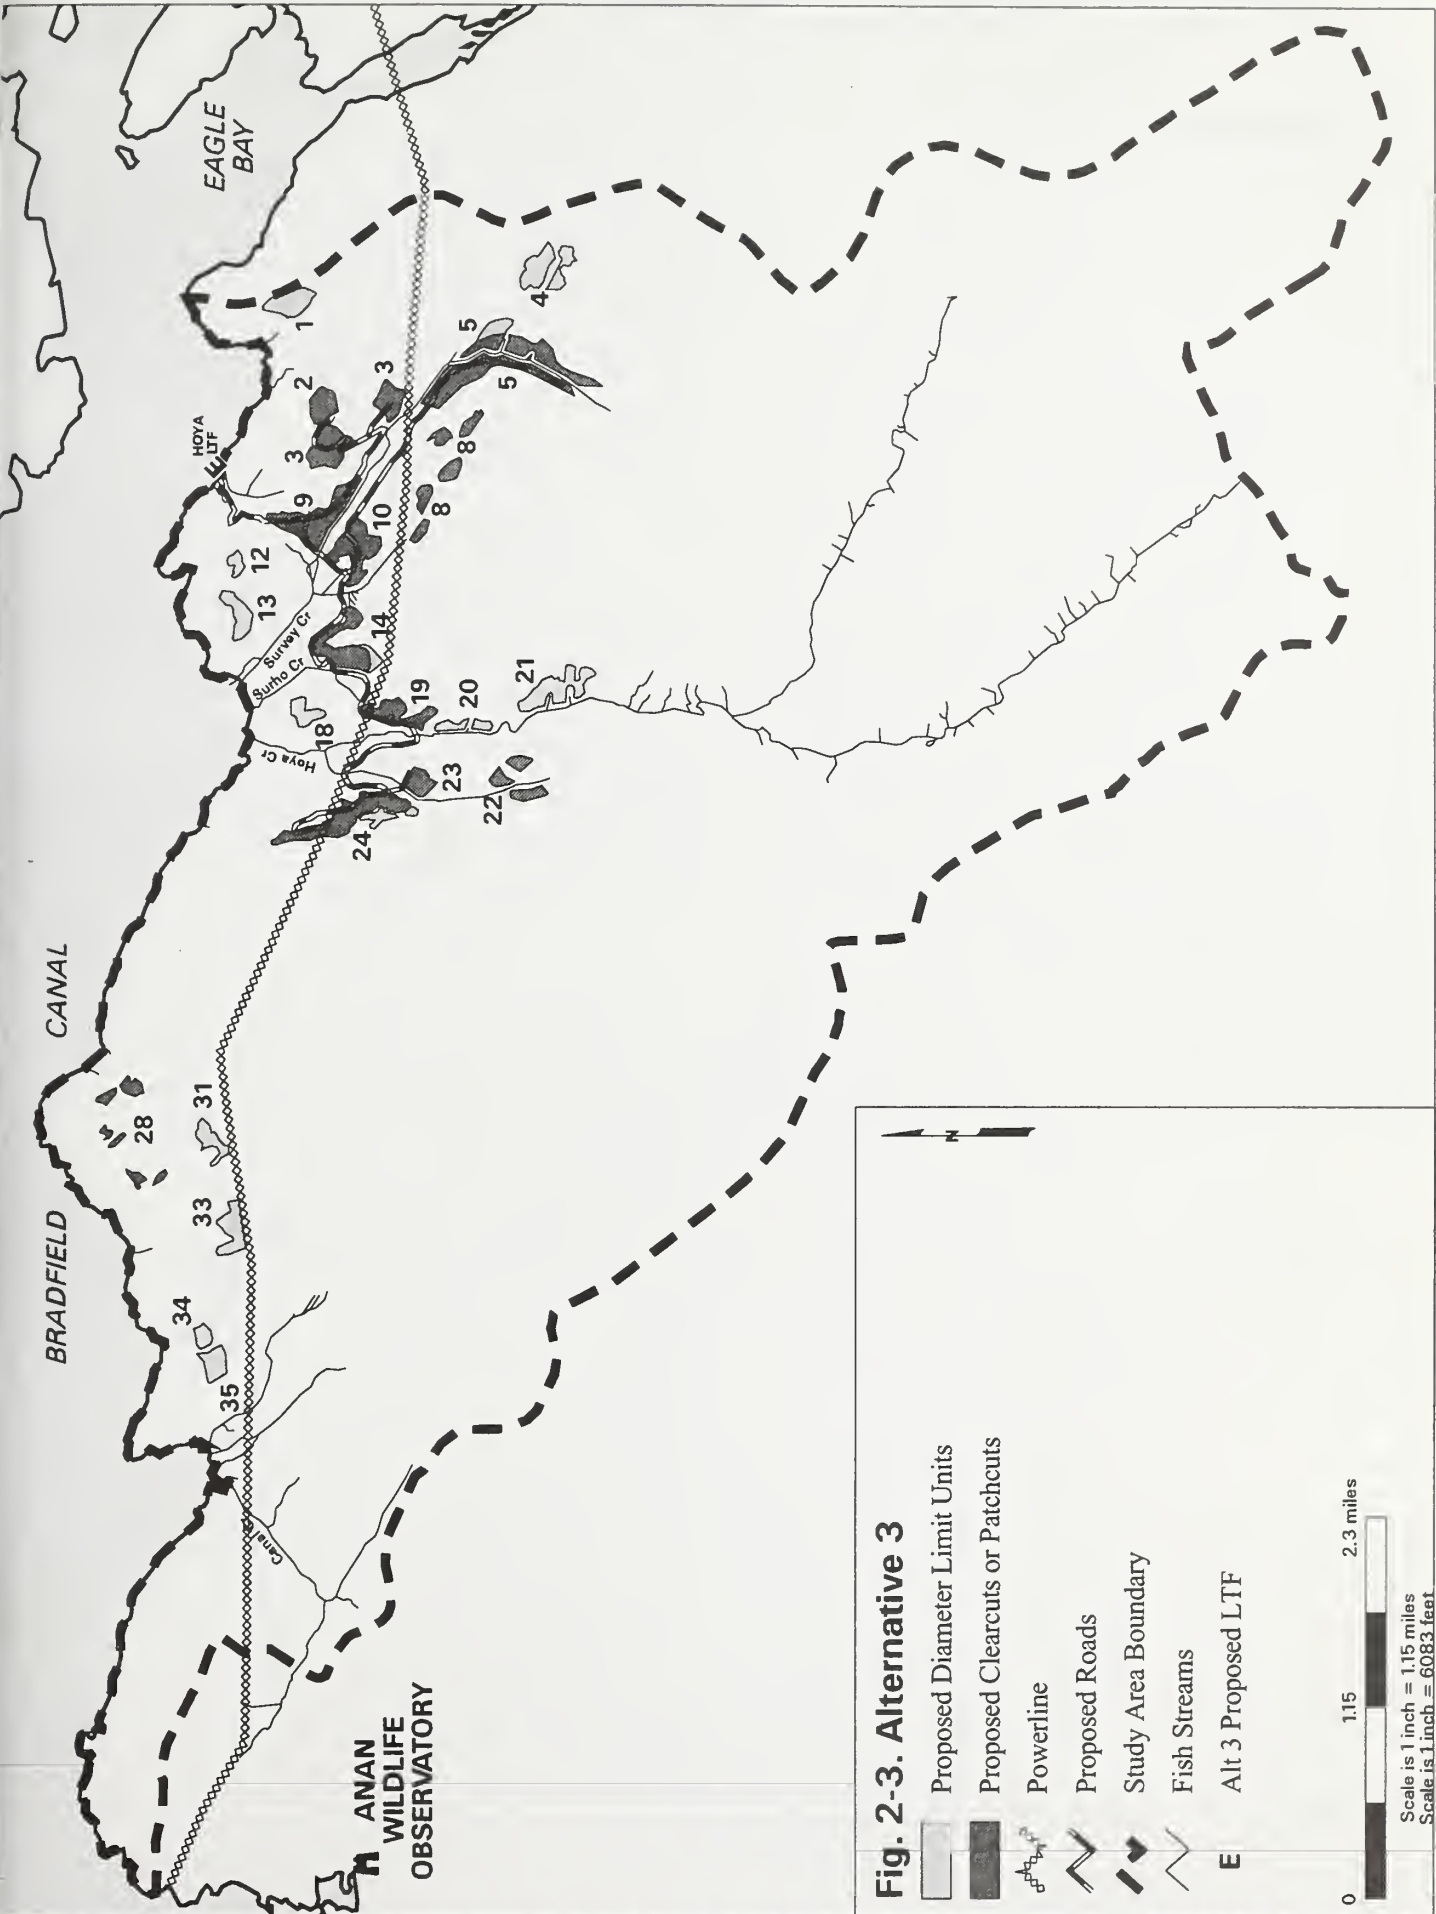 BRADFIELD CANAL
EAGLE
BAY
HOYA
LTF
1
2
3
3
4
5
5
8
8
9
10
12
13
14
Survey Cr
Surho Cr
18
19
20
21
Hoya Cr
22
23
24
28
31
33
34
35
Canal
ANAN
WILDLIFE
OBSERVATORY
Fig. 2-3. Alternative 3
Proposed Diameter Limit Units
Proposed Clearcuts or Patchcuts
Powerline
Proposed Roads
Study Area Boundary
Fish Streams
E Alt 3 Proposed LTF
N
0 1.15 2.3 miles
Scale is 1 inch = 1.15 miles
Scale is 1 inch = 6083 feet